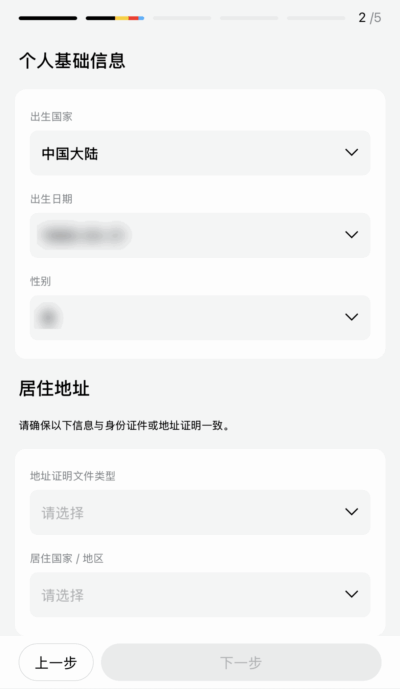 2 /5
个人基础信息
出生国家
中国大陆
出生日期
性别
居住地址
请确保以下信息与身份证件或地址证明一致。
地址证明文件类型
请选择
居住国家 / 地区
请选择
上一步
下一步